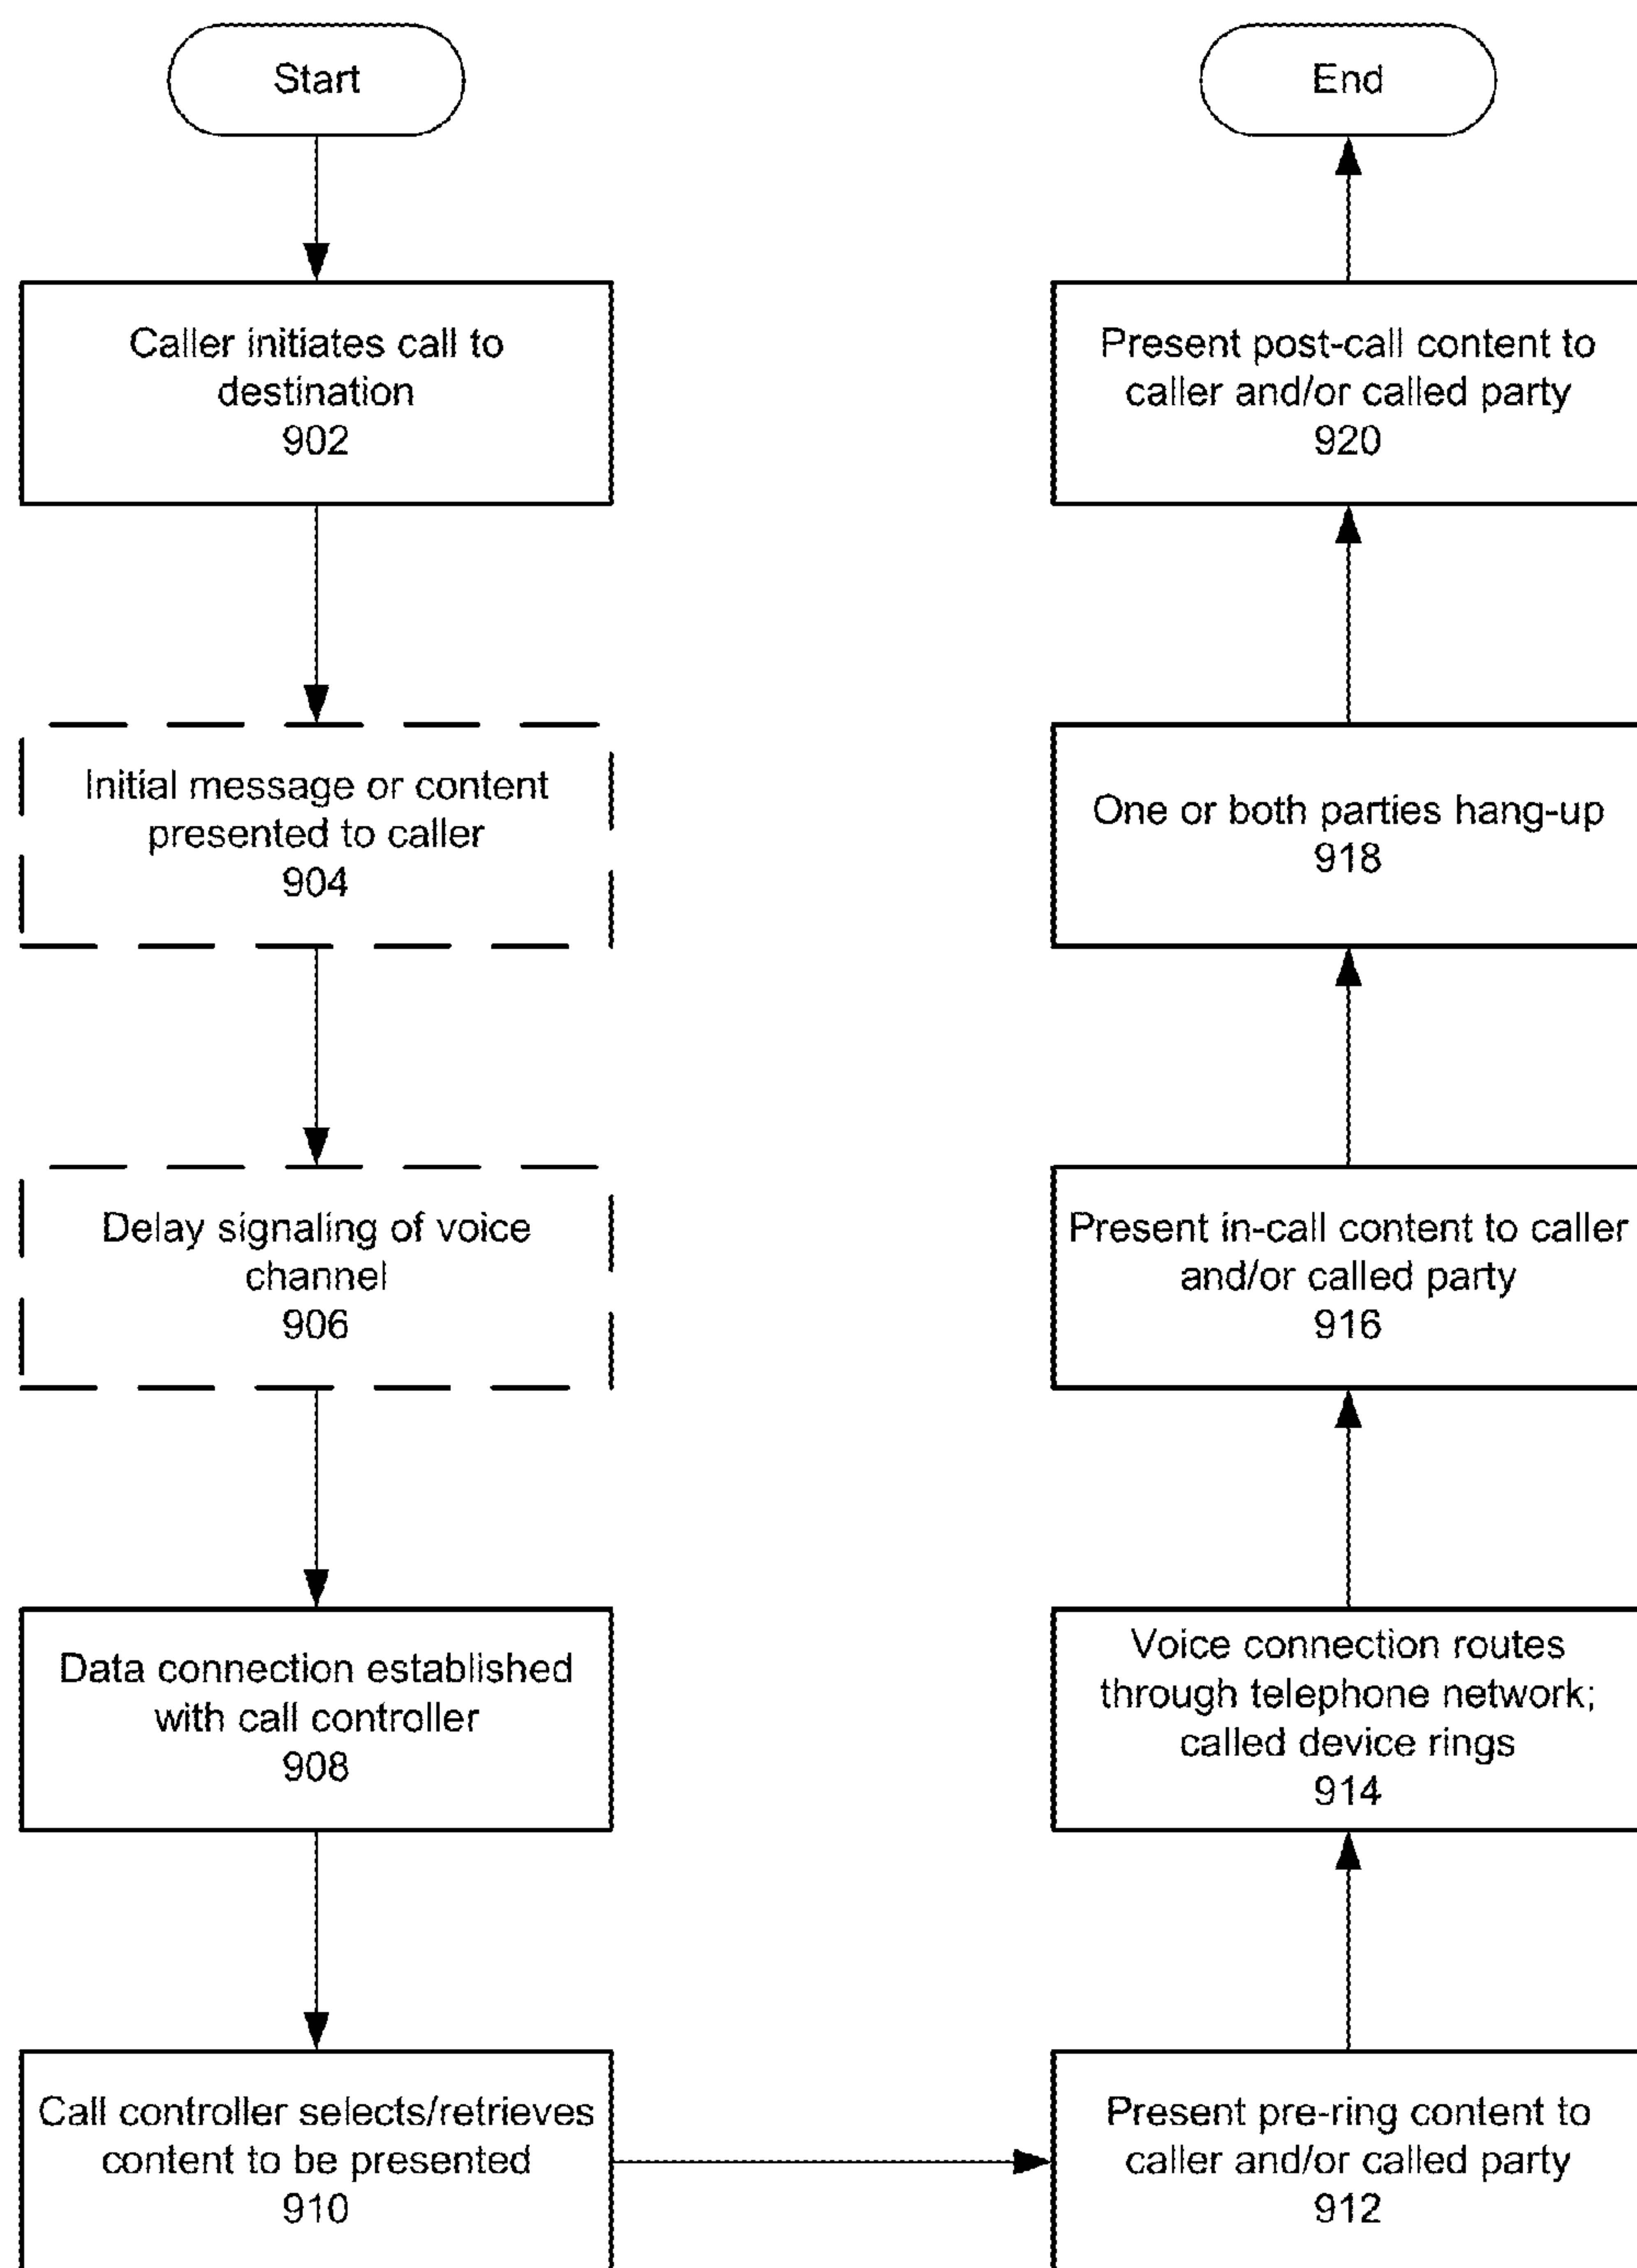 Start
Caller initiates call to
destination
902
Initial message or content
presented to caller
904
Delay signaling of voice
channel
906
Data connection established
with call controller
908
Call controller selects/retrieves
content to be presented
910
Present pre-ring content to
caller and/or called party
912
Voice connection routes
through telephone network;
called device rings
914
Present in-call content to caller
and/or called party
916
One or both parties hang-up
918
Present post-call content to
caller and/or called party
920
End